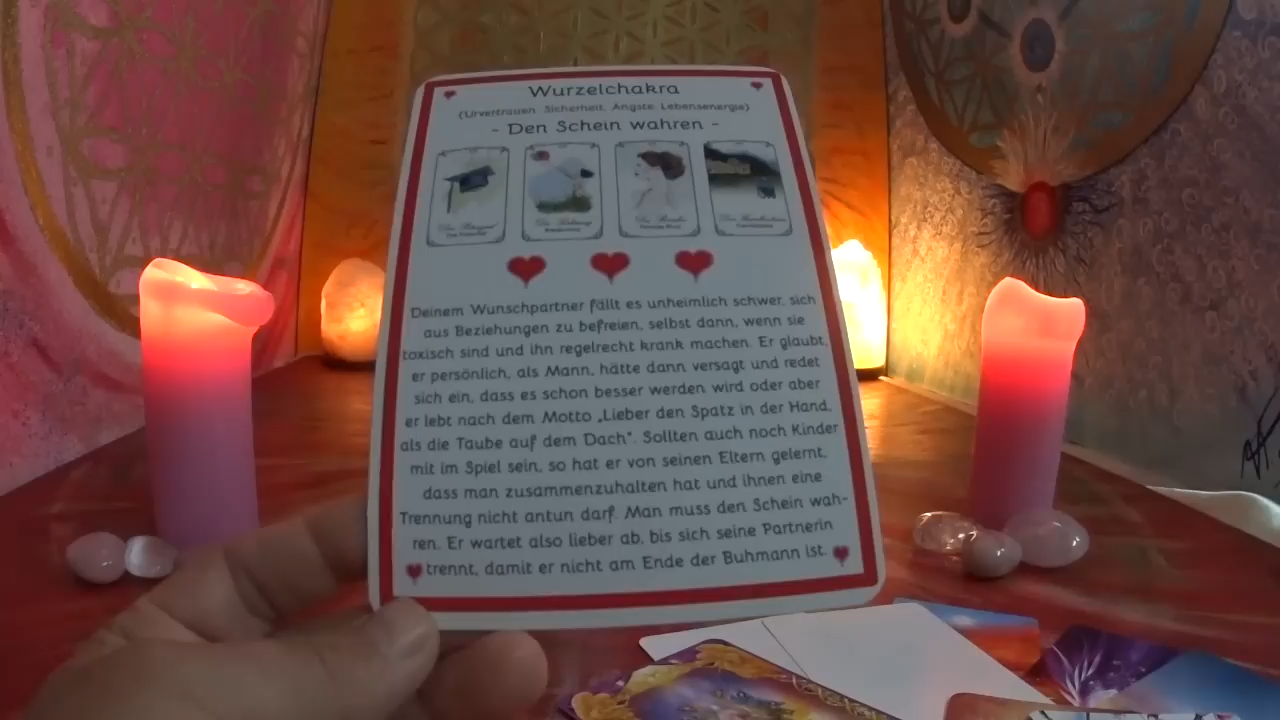 Wurzelchakra
(Urvertrauen, Sicherheit, Ängste, Lebensenergie)
- Den Schein wahren -
Deinem Wunschpartner fällt es unheimlich schwer, sich
aus Beziehungen zu befreien, selbst dann, wenn sie
toxisch sind und ihn regelrecht krank machen. Er glaubt,
er persönlich, als Mann, hätte dann versagt und redet
sich ein, dass es schon besser werden wird oder aber
er lebt nach dem Motto „Lieber den Spatz in der Hand,
als die Taube auf dem Dach". Sollten auch noch Kinder
mit im Spiel sein, so hat er von seinen Eltern gelernt,
dass man zusammenzuhalten hat und ihnen eine
Trennung nicht antun darf. Man muss den Schein wah-
ren. Er wartet also lieber ab, bis sich seine Partnerin
trennt, damit er nicht am Ende der Buhmann ist.